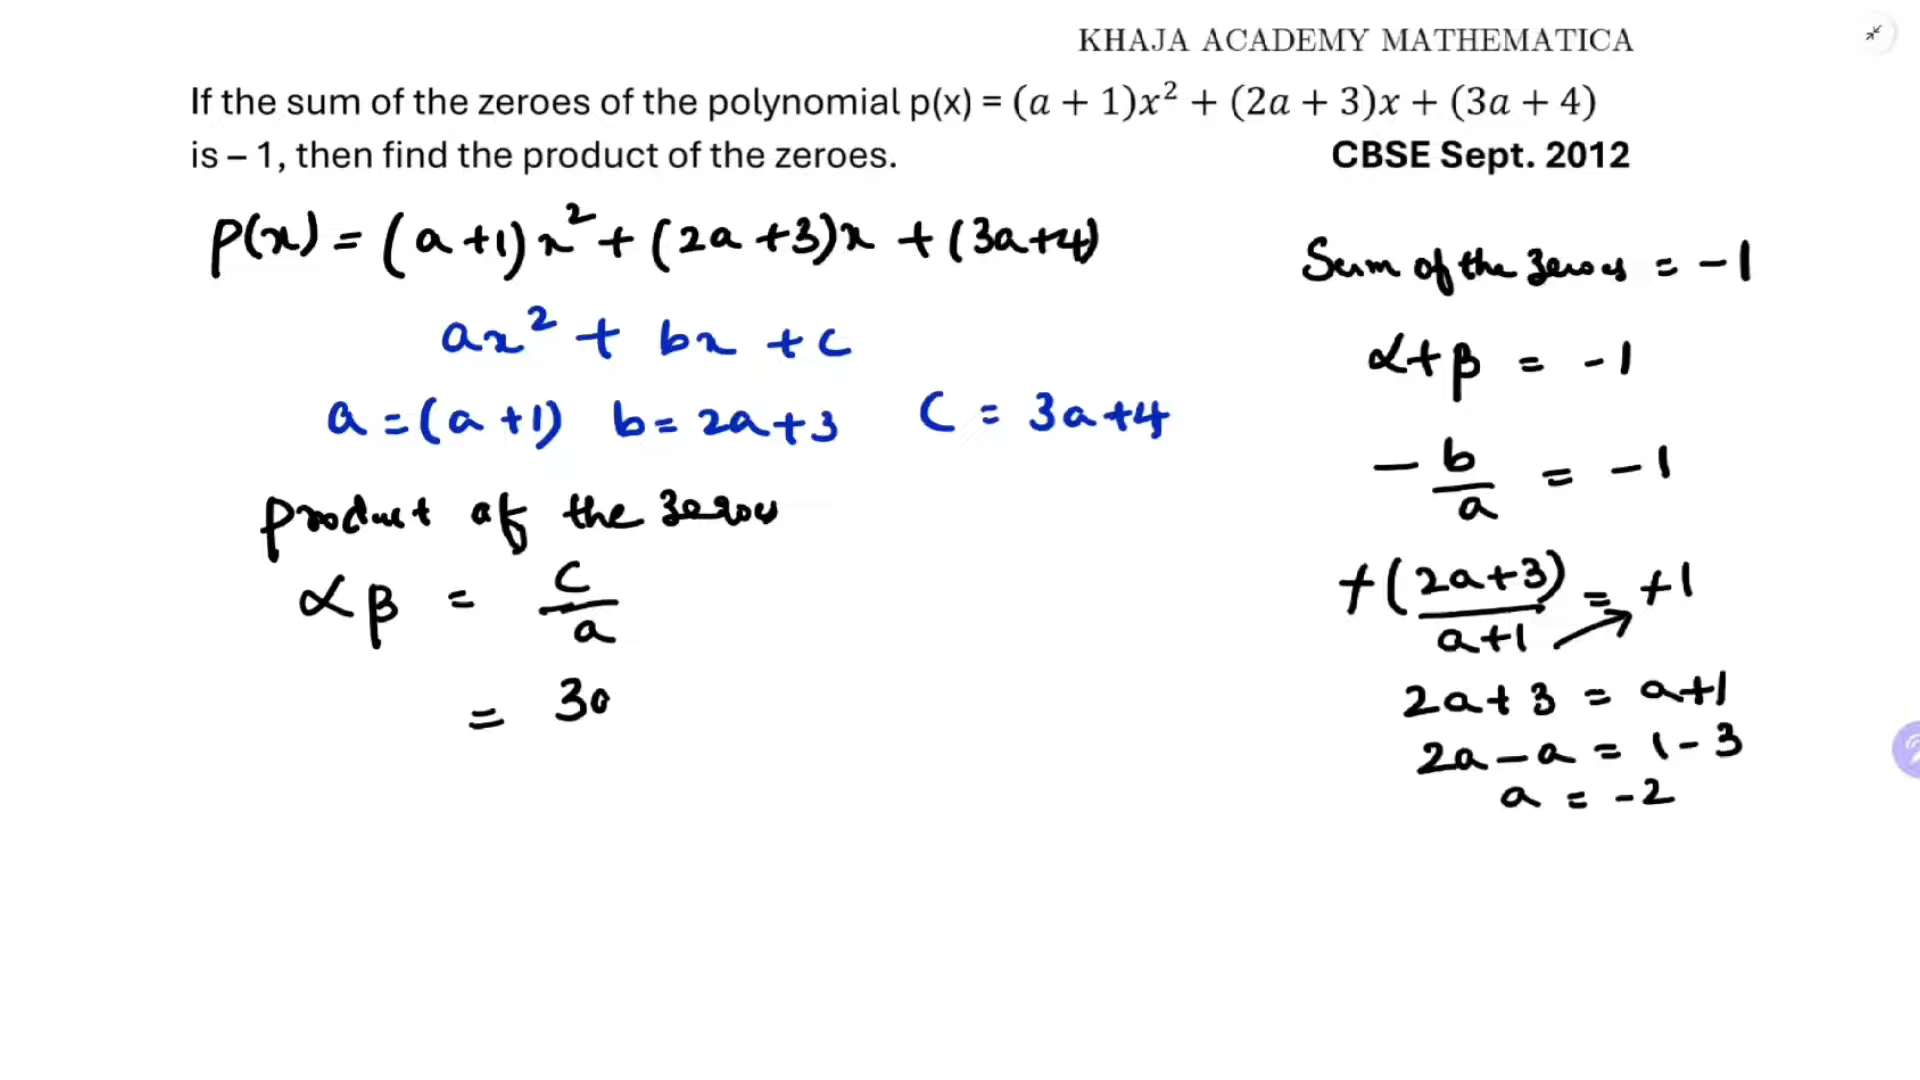 KHAJA ACADEMY MATHEMATICA
If the sum of the zeroes of the polynomial p(x) = (a + 1)x² + (2a + 3)x + (3a + 4)
is – 1, then find the product of the zeroes.
CBSE Sept. 2012
p(x) = (a+1)x² + (2a+3)x + (3a+4)
ax² + bx + c
a = (a+1) b = 2a+3 C = 3a+4
product of the zeroes
αβ = c/a
= 3a
Sum of the zeroes = -1
α+β = -1
- b/a = -1
+(2a+3)/a+1 = +1
2a+3 = a+1
2a-a = 1-3
a = -2